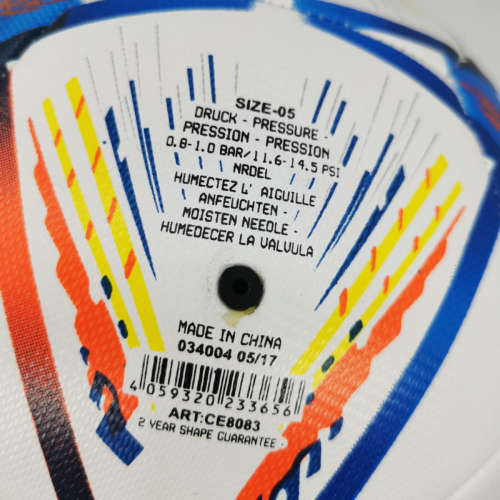 SIZE-05
DRUCK - PRESSURE -
PRESSION - PRESSION
0.8-1.0 BAR/11.6-14.5 PSI
NRDEL
HUMECTEZ L' AIGUILLE
ANFEUCHTEN -
MOISTEN NEEDLE -
HUMEDECER LA VALVULA
MADE IN CHINA
034004 05/17
4 059320 233656
ART:CE8083
2 YEAR SHAPE GUARANTEE -